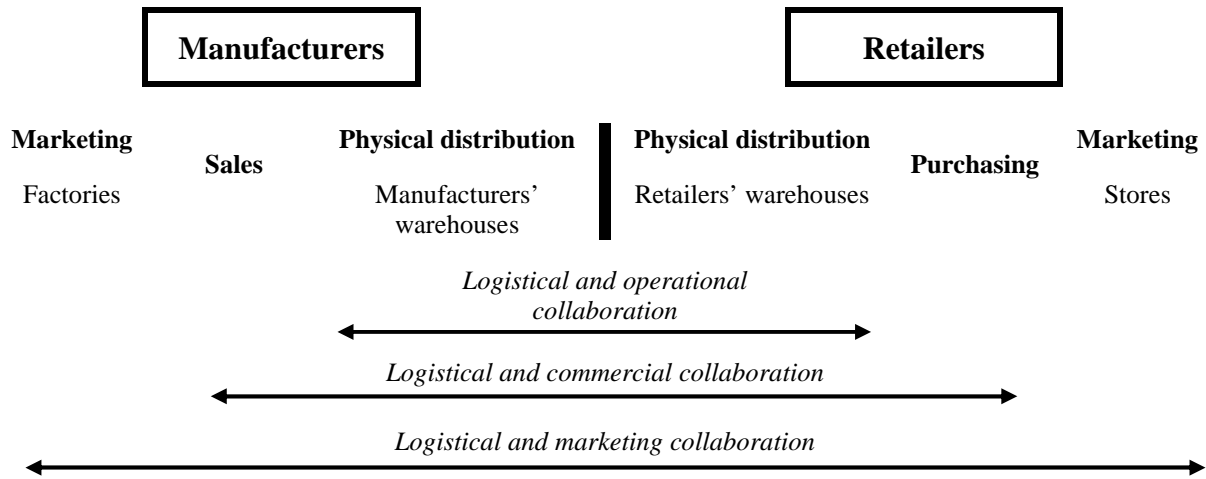 Manufacturers
Retailers
Marketing
Factories
Sales
Physical distribution
Manufacturers’
warehouses
Physical distribution
Retailers’ warehouses
Purchasing
Marketing
Stores
Logistical and operational
collaboration
Logistical and commercial collaboration
Logistical and marketing collaboration